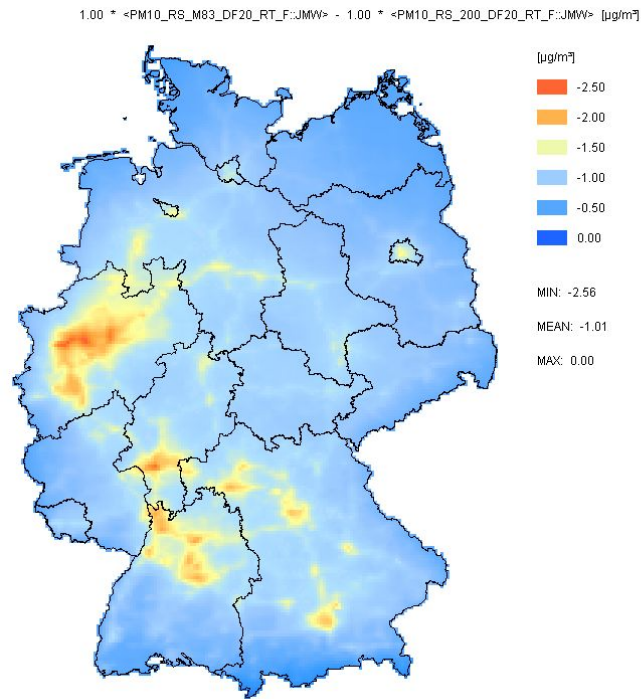 1.00 * <PM10_RS_M83_DF20_RT_F::JMW> - 1.00 * <PM10_RS_200_DF20_RT_F::JMW> [µg/m³]
[µg/m³]
-2.50
-2.00
-1.50
-1.00
-0.50
0.00
MIN: -2.56
MEAN: -1.01
MAX: 0.00